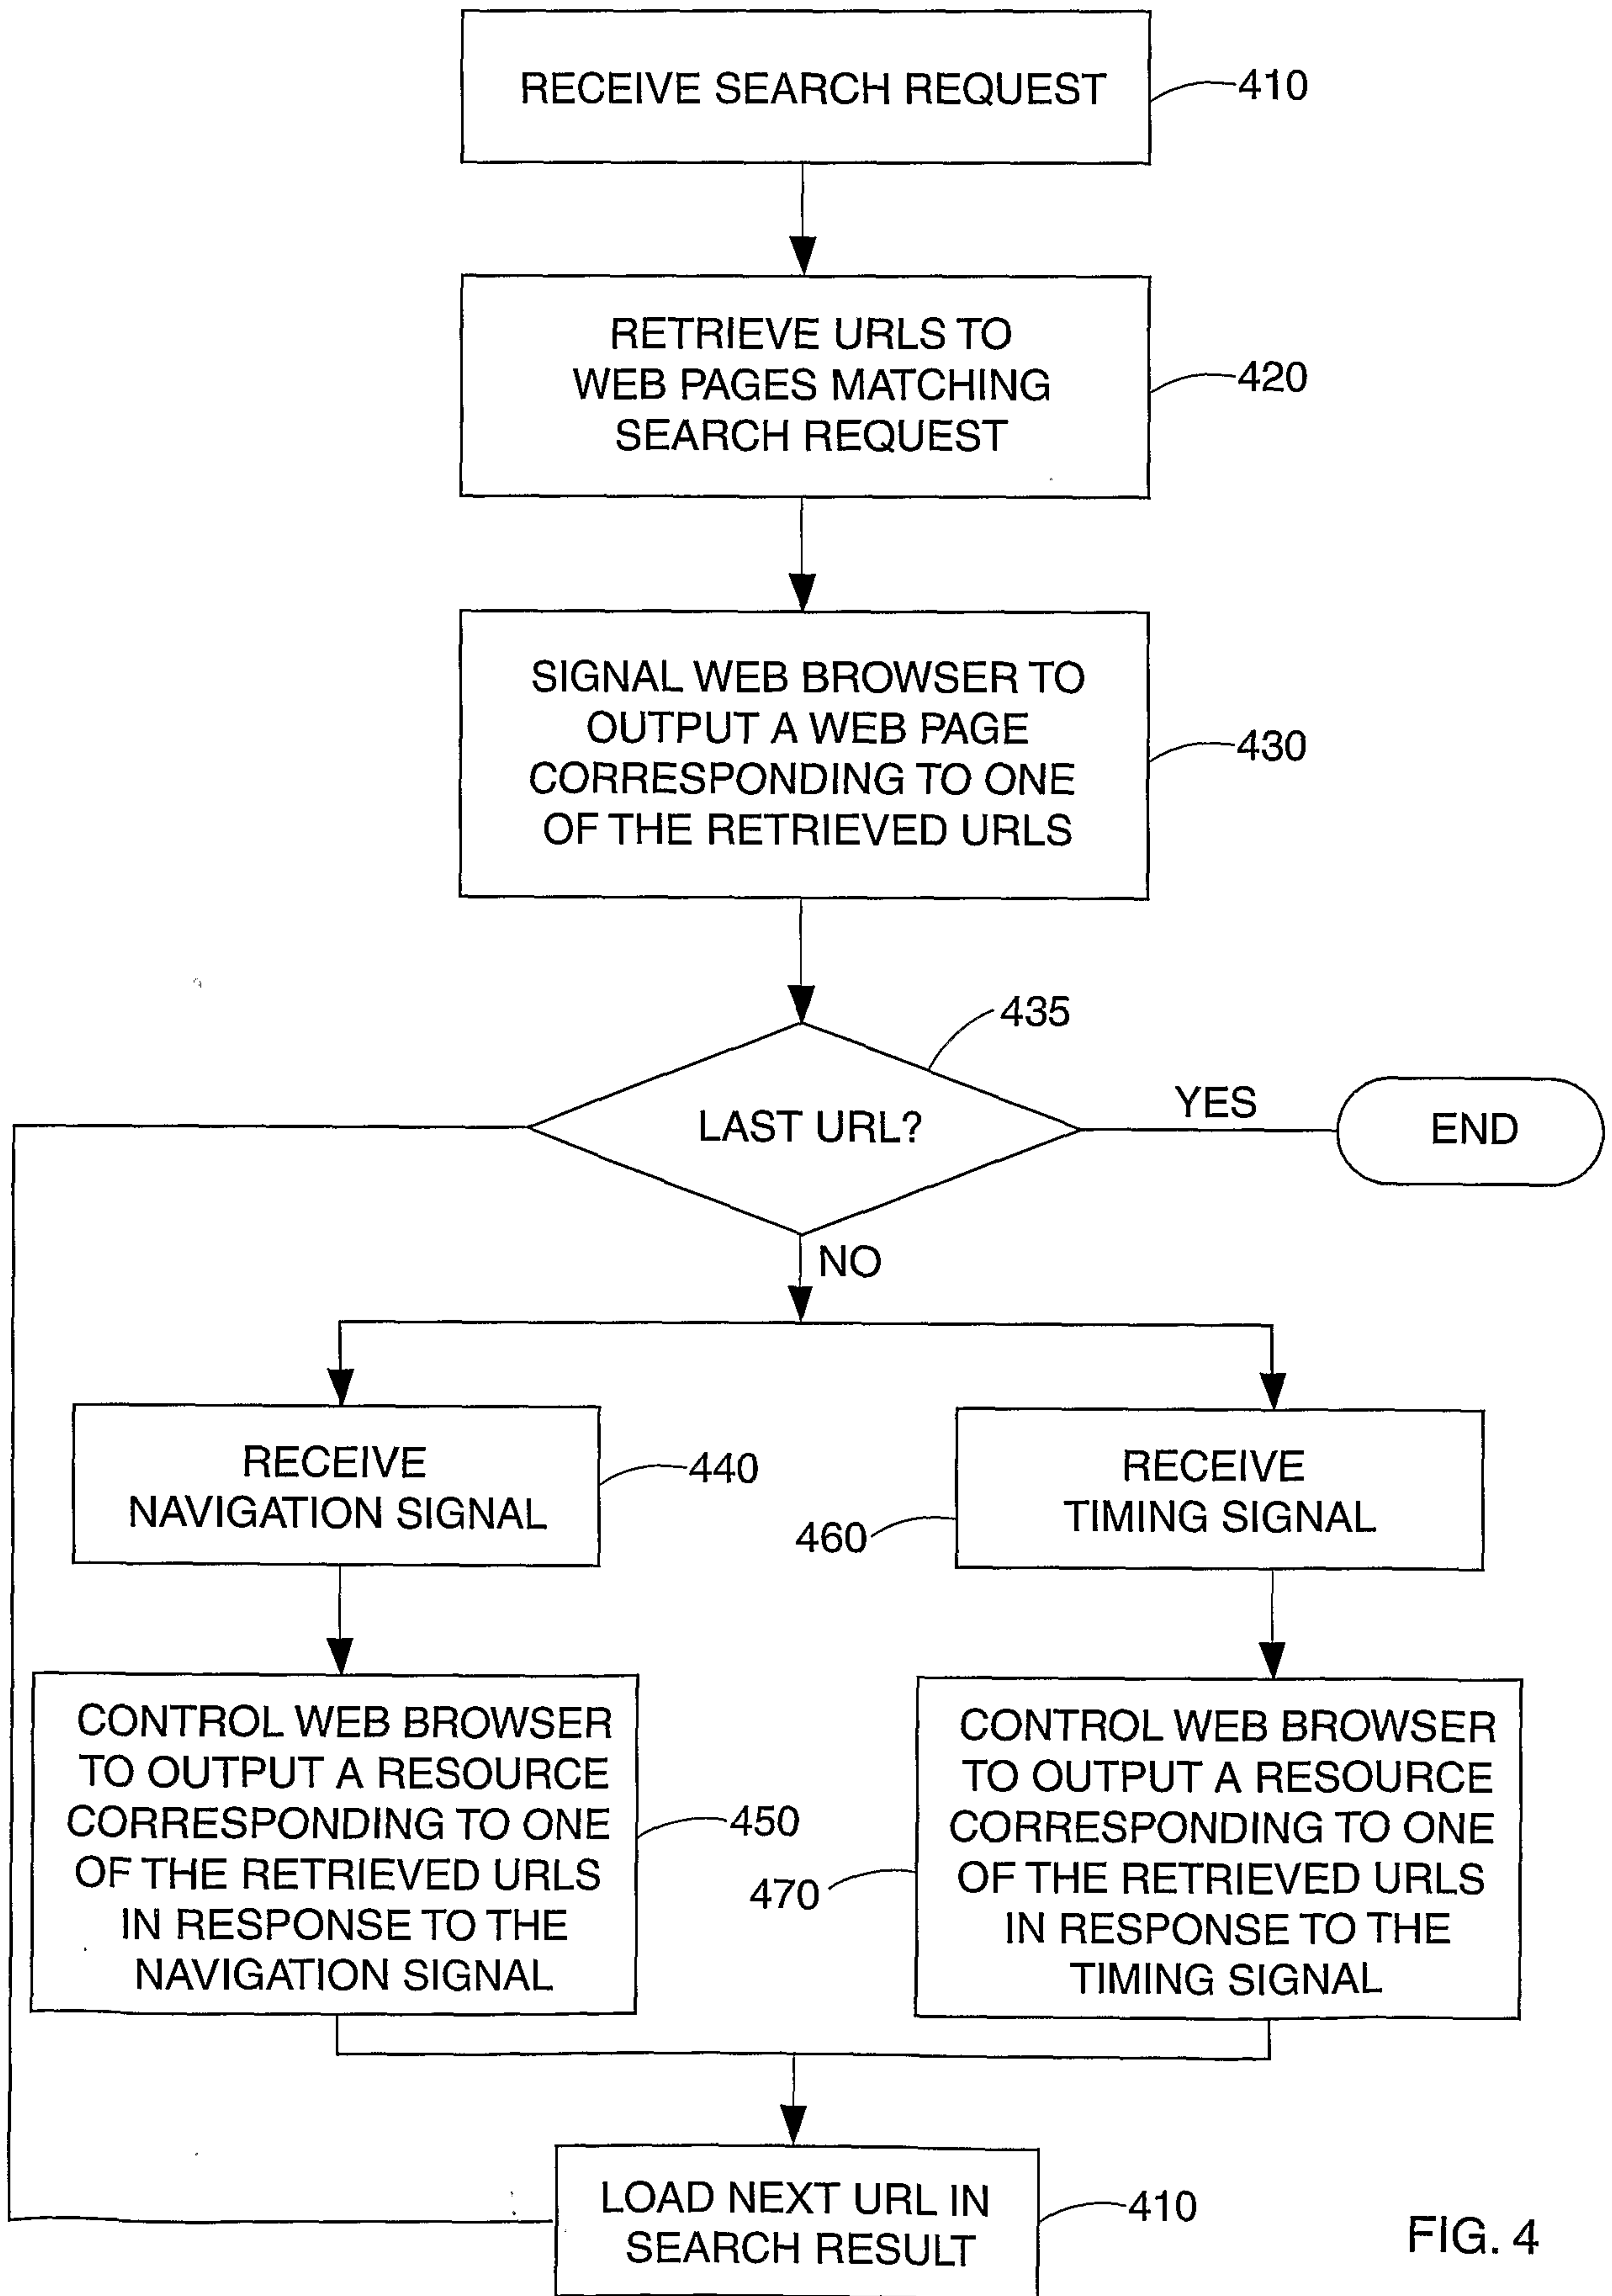 RECEIVE SEARCH REQUEST
410
RETRIEVE URLS TO
WEB PAGES MATCHING
SEARCH REQUEST
420
SIGNAL WEB BROWSER TO
OUTPUT A WEB PAGE
CORRESPONDING TO ONE
OF THE RETRIEVED URLS
430
435
LAST URL?
YES
END
NO
RECEIVE
NAVIGATION SIGNAL
440
RECEIVE
TIMING SIGNAL
460
CONTROL WEB BROWSER
TO OUTPUT A RESOURCE
CORRESPONDING TO ONE
OF THE RETRIEVED URLS
IN RESPONSE TO THE
NAVIGATION SIGNAL
450
CONTROL WEB BROWSER
TO OUTPUT A RESOURCE
CORRESPONDING TO ONE
OF THE RETRIEVED URLS
IN RESPONSE TO THE
TIMING SIGNAL
470
LOAD NEXT URL IN
SEARCH RESULT
410
FIG. 4